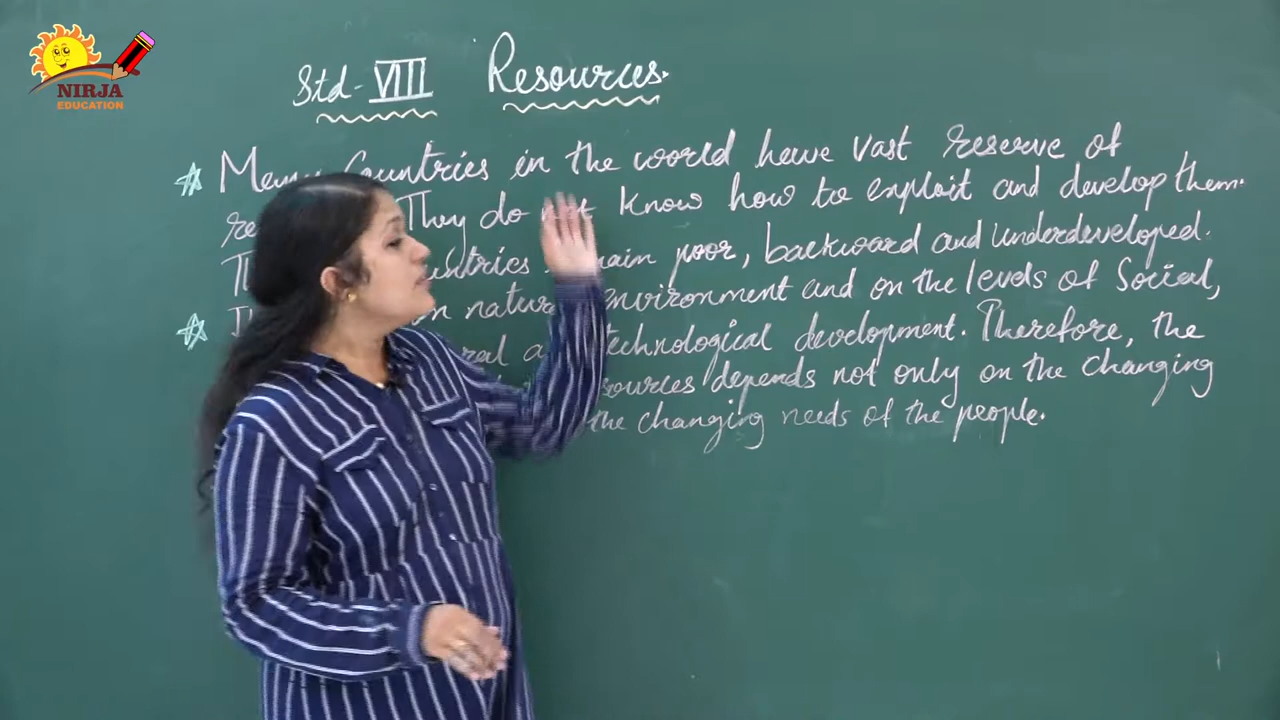 NIRJA
EDUCATION
Std - VIII Resources.
Many Countries in the world have vast reserve of
They do not know how to exploit and develop them.
poor, backward and underdeveloped.
environment and on the levels of Social,
technological development. Therefore, the
depends not only on the changing
the changing needs of the people.